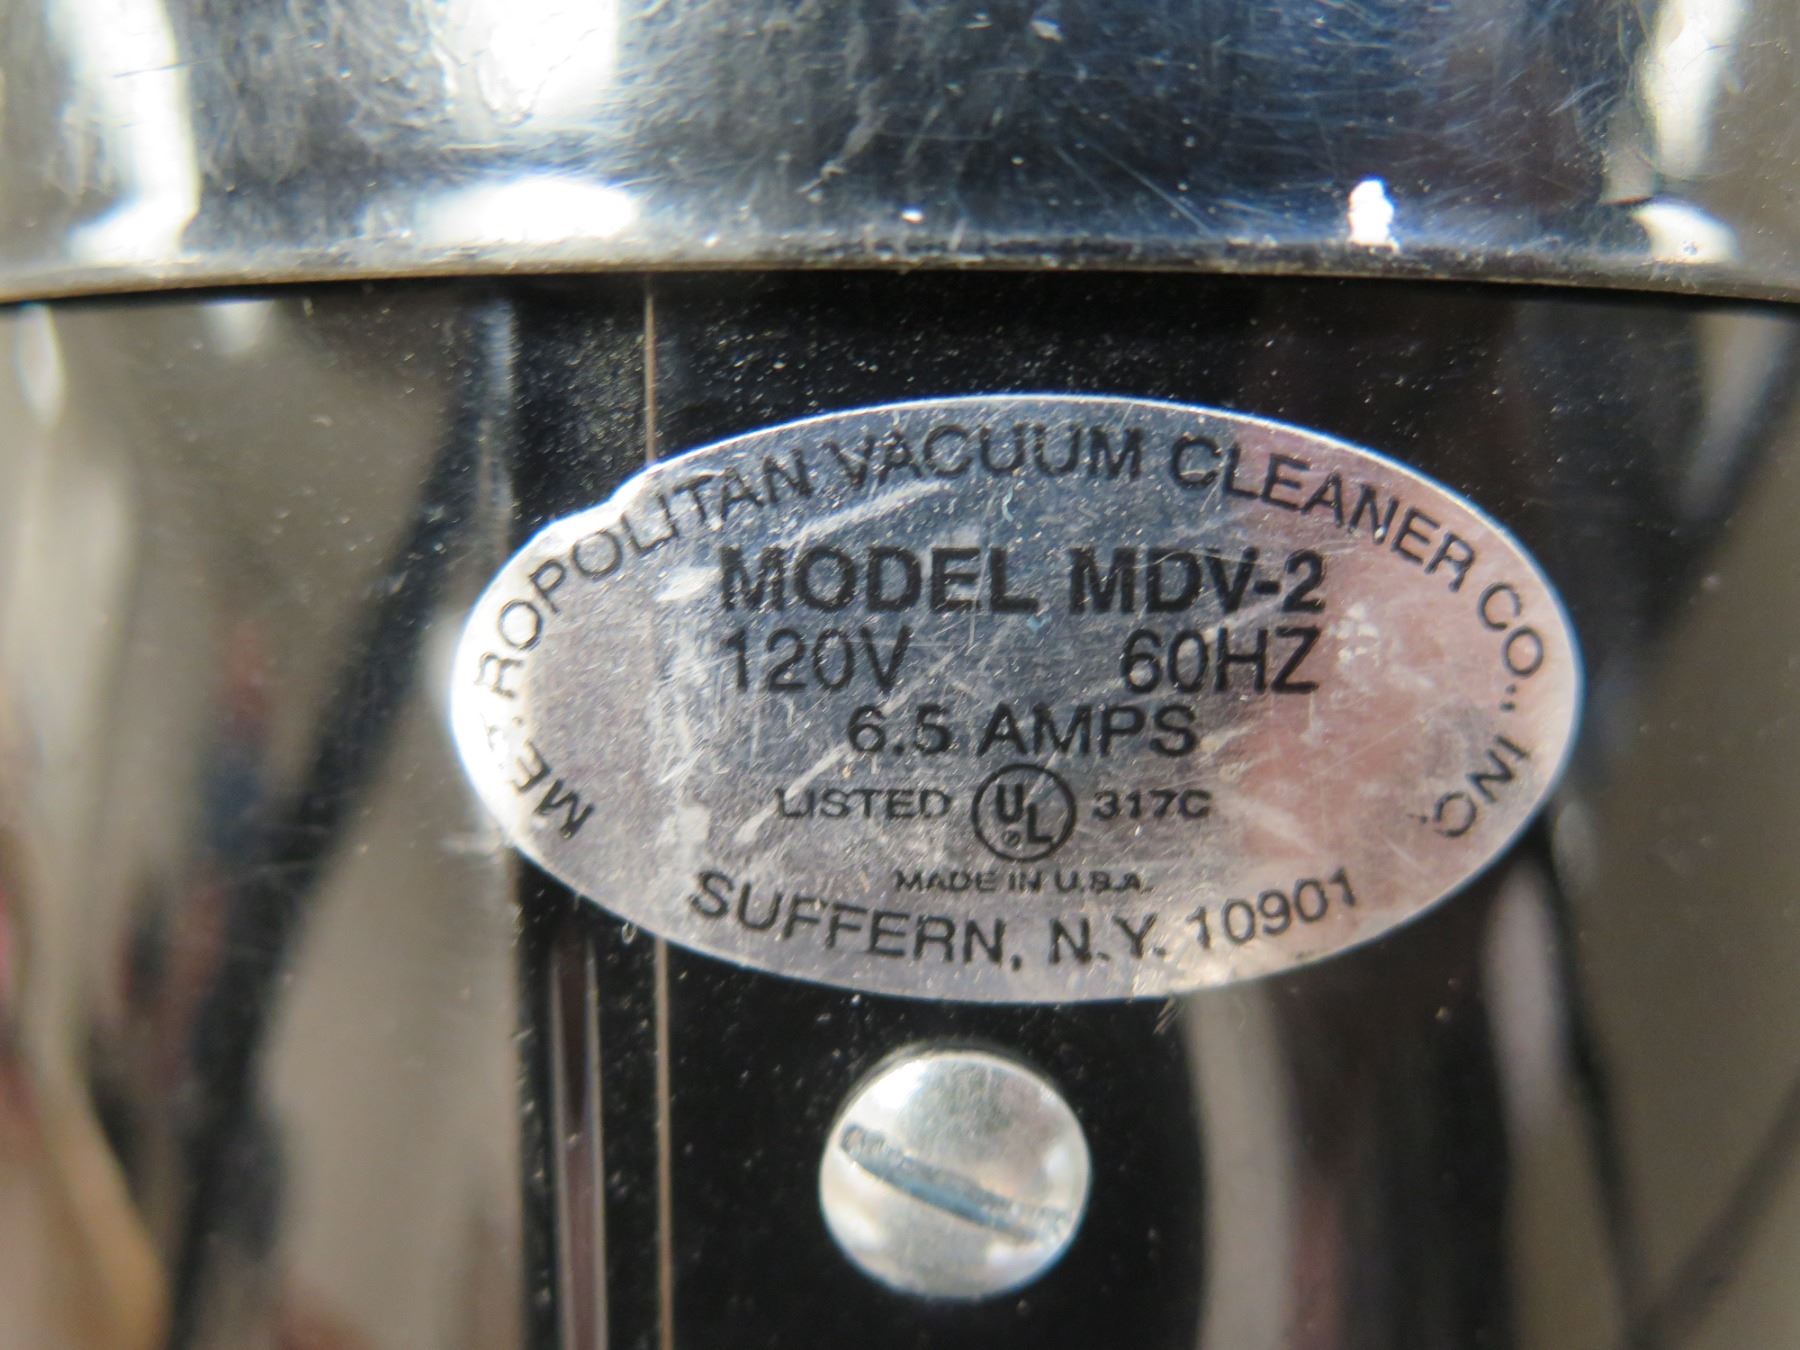 METROPOLITAN VACUUM CLEANER CO., INC.
MODEL MDV-2
120V 60HZ
6.5 AMPS
LISTED UL 317C
MADE IN U.S.A.
SUFFERN, N.Y. 10901